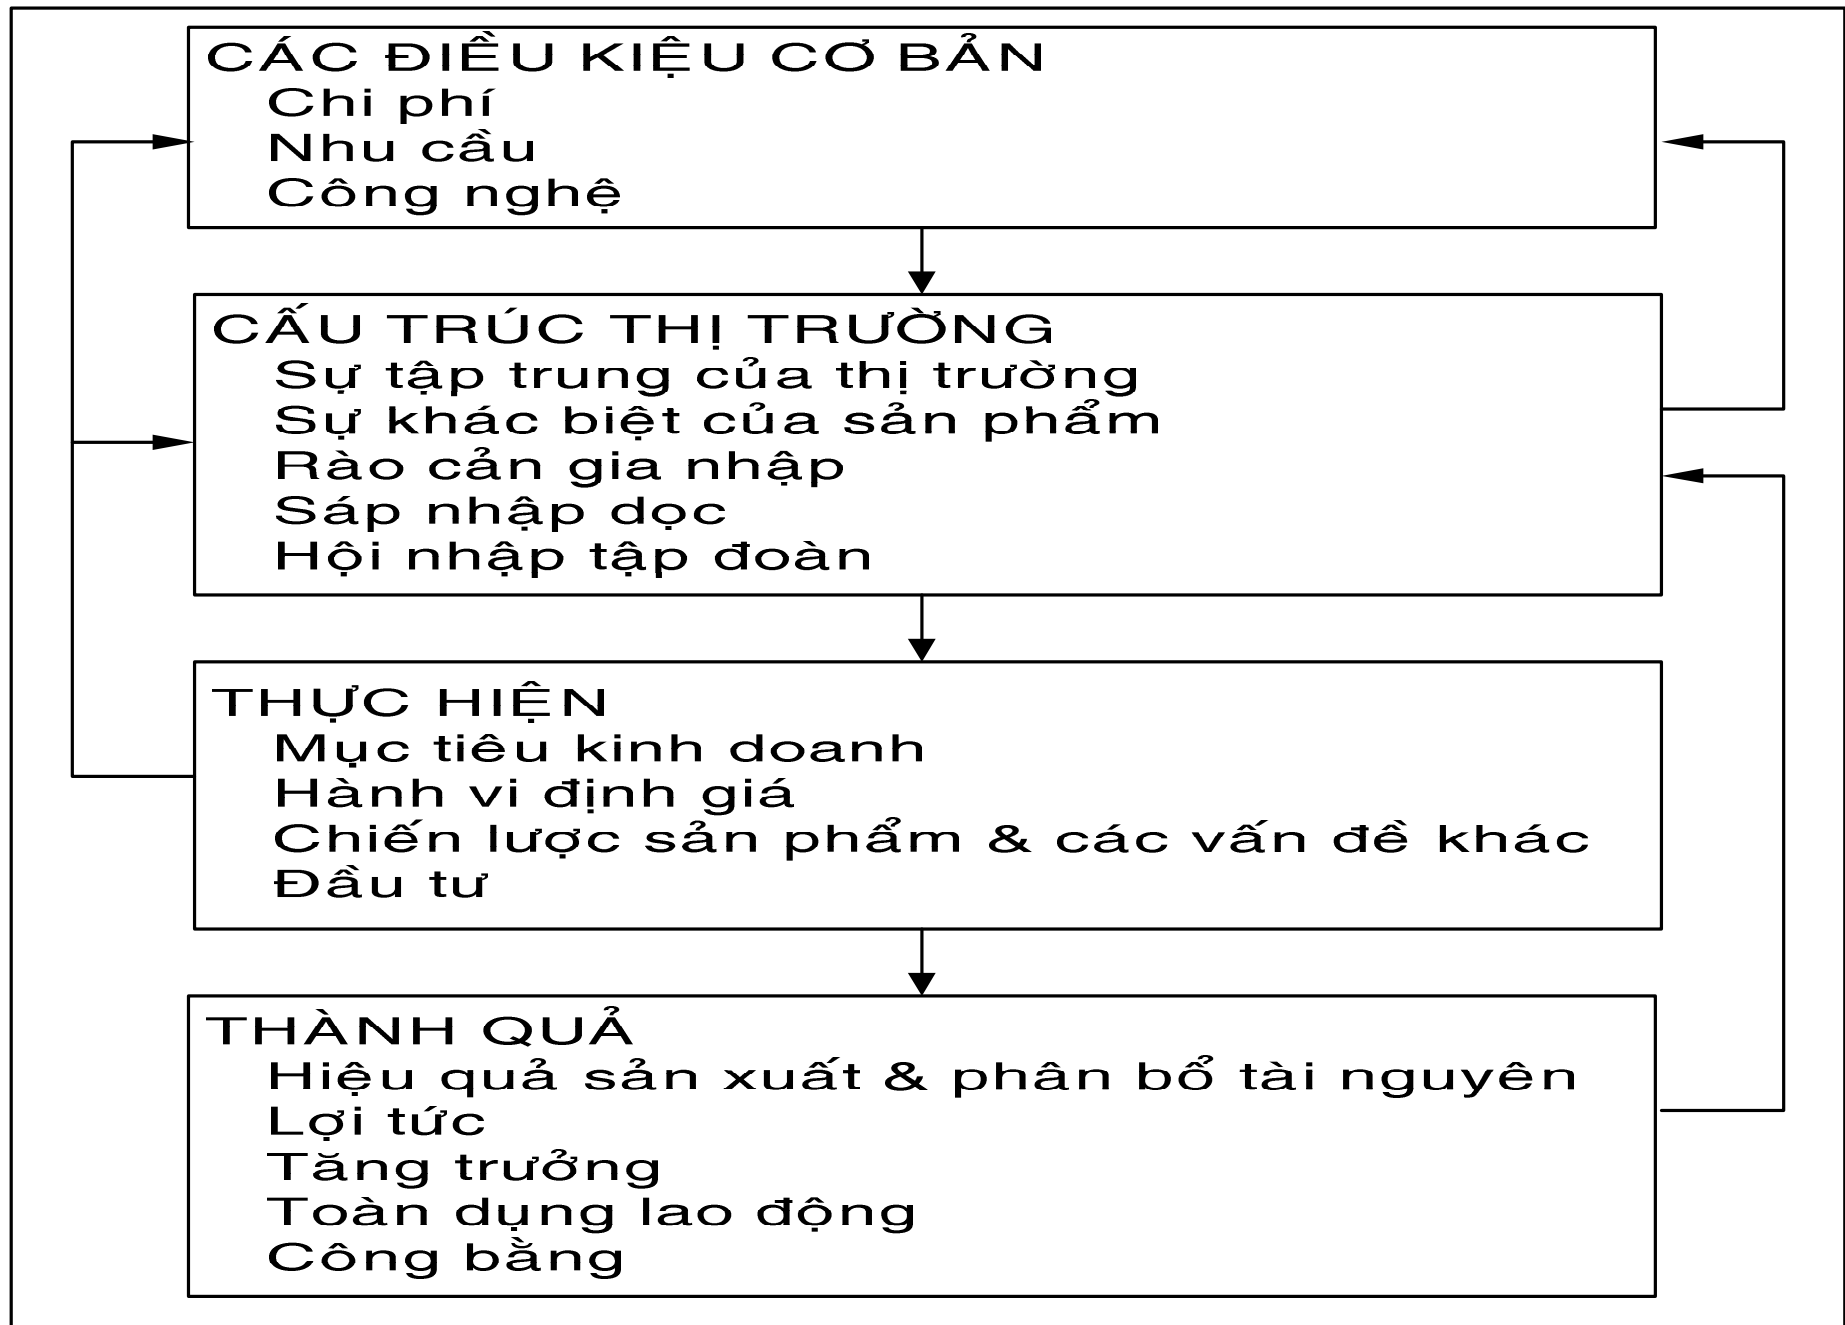 CÁC ĐIỀU KIỆU CƠ BẢN
Chi phí
Nhu cầu
Công nghệ
CẤU TRÚC THỊ TRƯỜNG
Sự tập trung của thị trường
Sự khác biệt của sản phẩm
Rào cản gia nhập
Sáp nhập dọc
Hội nhập tập đoàn
THỰC HIỆN
Mục tiêu kinh doanh
Hành vi định giá
Chiến lược sản phẩm & các vấn đề khác
Đầu tư
THÀNH QUẢ
Hiệu quả sản xuất & phân bổ tài nguyên
Lợi tức
Tăng trưởng
Toàn dụng lao động
Công bằng